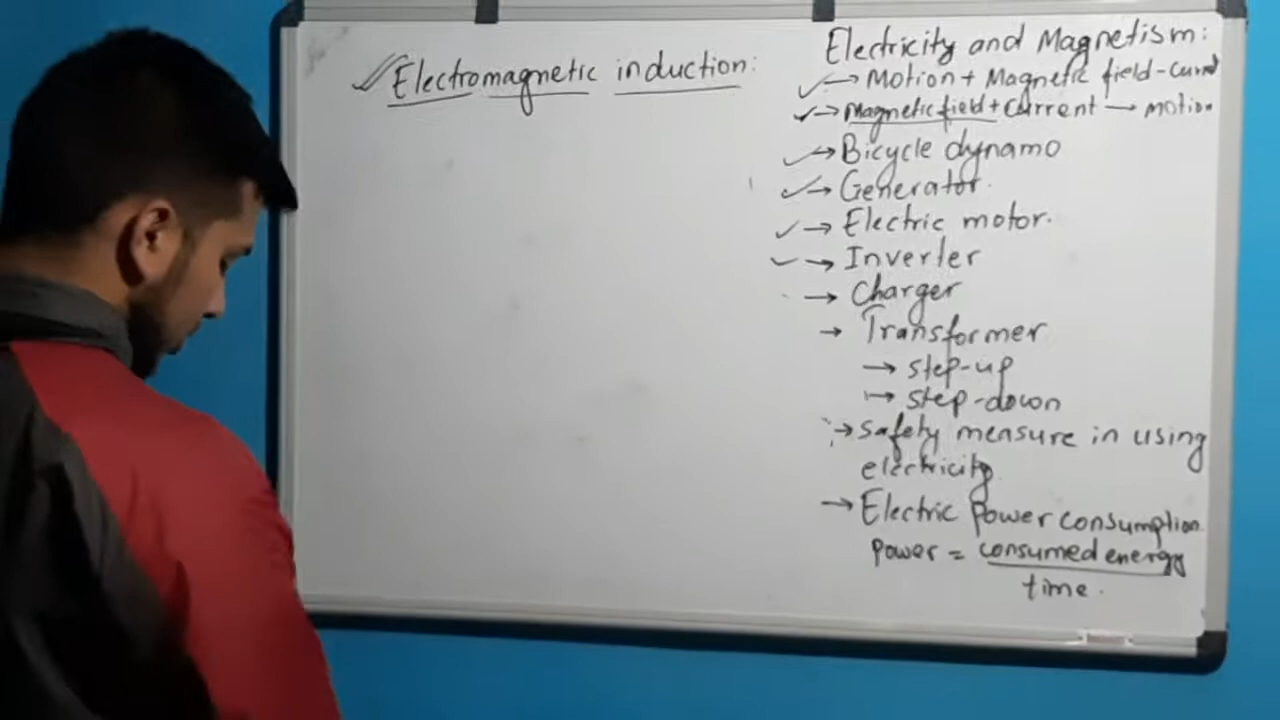 Electromagnetic induction:
Electricity and Magnetism:
✓→ Motion + Magnetic field - Current
✓→ Magnetic field + Current → motion
✓→ Bicycle dynamo
✓→ Generator.
✓→ Electric motor.
✓→ Inverter
→ Charger
→ Transformer
→ step-up
→ step-down
→ safety measure in using
electricity
→ Electric Power consumption
Power = consumed energy
time.